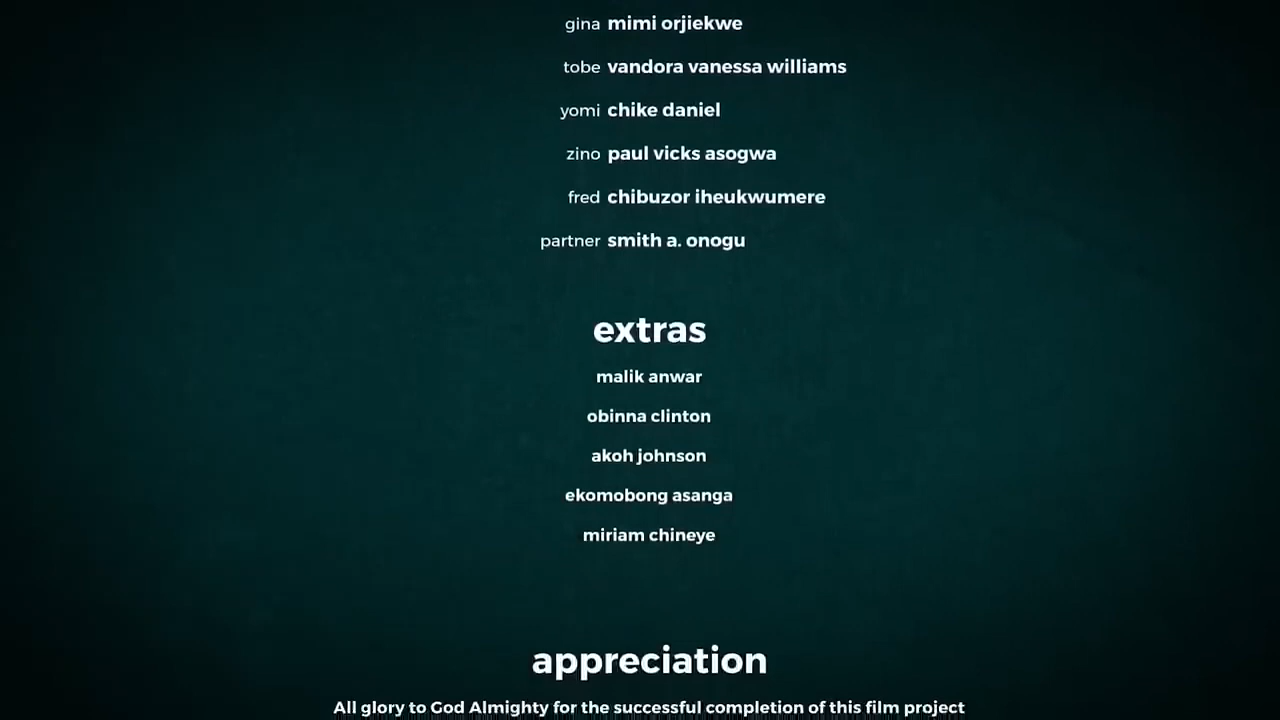 gina mimi orjiekwe
tobe vandora vanessa williams
yomi chike daniel
zino paul vicks asogwa
fred chibuzor iheukwumere
partner smith a. onogu
extras
malik anwar
obinna clinton
akoh johnson
ekomobong asanga
miriam chineye
appreciation
All glory to God Almighty for the successful completion of this film project